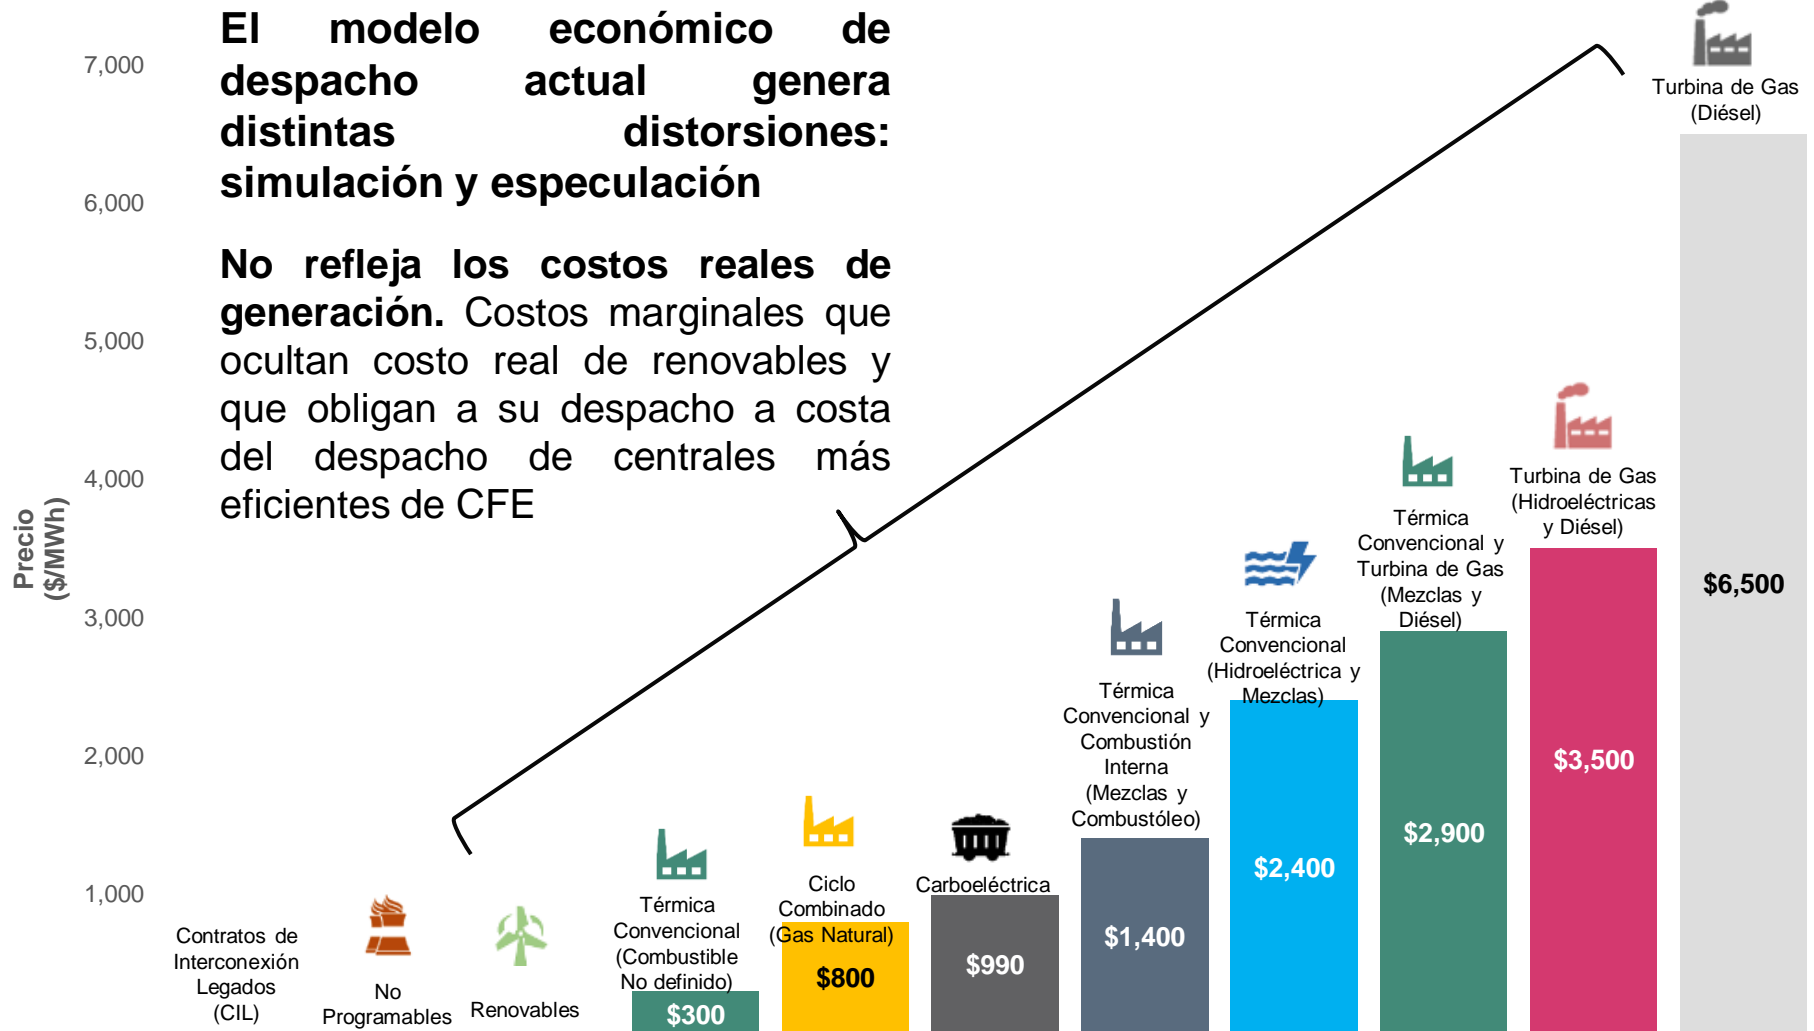 El modelo económico de
despacho actual genera
distintas distorsiones:
simulación y especulación
No refleja los costos reales de
generación. Costos marginales que
ocultan costo real de renovables y
que obligan a su despacho a costa
del despacho de centrales más
eficientes de CFE
Precio
($/MWh)
7,000
6,000
5,000
4,000
3,000
2,000
1,000
Contratos de
Interconexión
Legados
(CIL)
No
Programables
Renovables
Térmica
Convencional
(Combustible
No definido)
$300
Ciclo
Combinado
(Gas Natural)
$800
Carboeléctrica
$990
Térmica
Convencional y
Combustión
Interna
(Mezclas y
Combustóleo)
$1,400
Térmica
Convencional
(Hidroeléctrica y
Mezclas)
$2,400
Térmica
Convencional y
Turbina de Gas
(Mezclas y
Diésel)
$2,900
Turbina de Gas
(Hidroeléctricas
y Diésel)
$3,500
Turbina de Gas
(Diésel)
$6,500